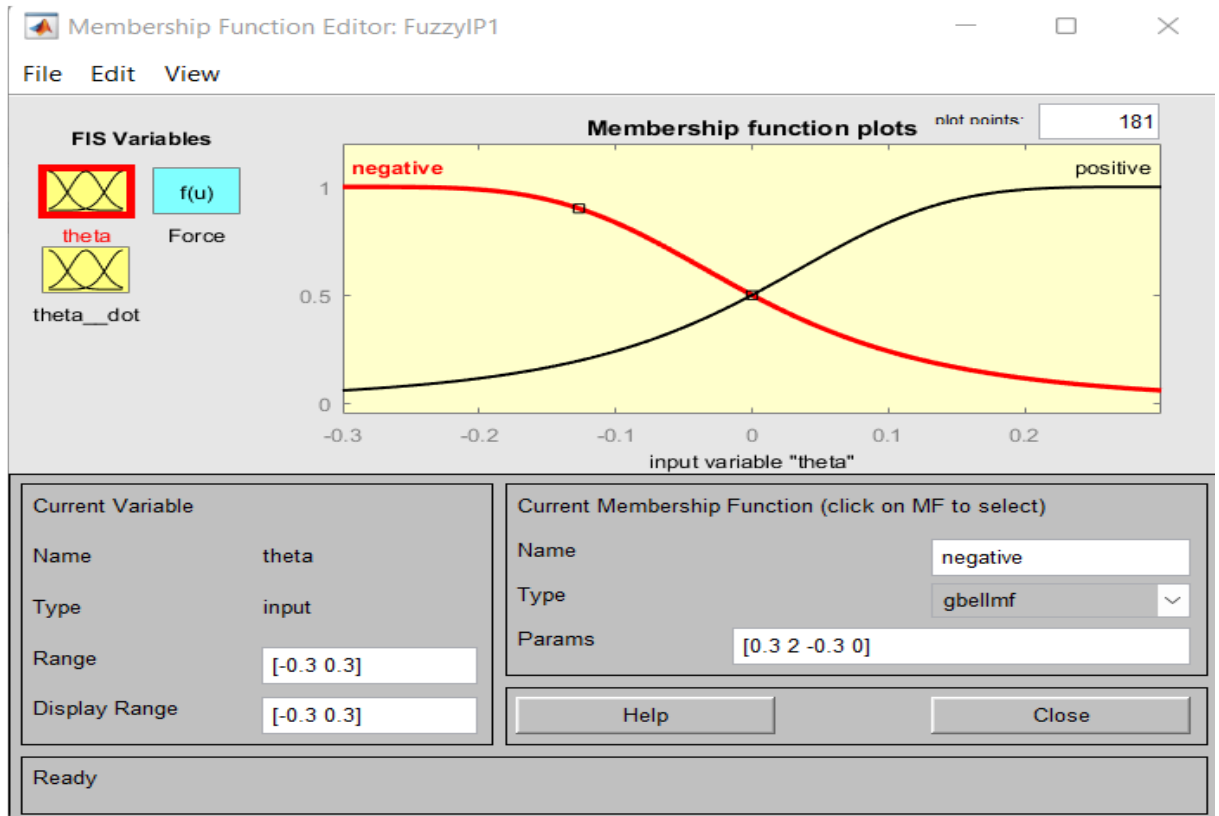 Membership Function Editor: FuzzyIP1
File Edit View
FIS Variables
f(u)
theta
Force
theta__dot
Membership function plots
plot points:
181
negative
positive
1
0.5
0
-0.3 -0.2 -0.1 0 0.1 0.2
input variable "theta"
Current Variable
Name theta
Type input
Range [-0.3 0.3]
Display Range [-0.3 0.3]
Current Membership Function (click on MF to select)
Name negative
Type gbellmf
Params [0.3 2 -0.3 0]
Help Close
Ready